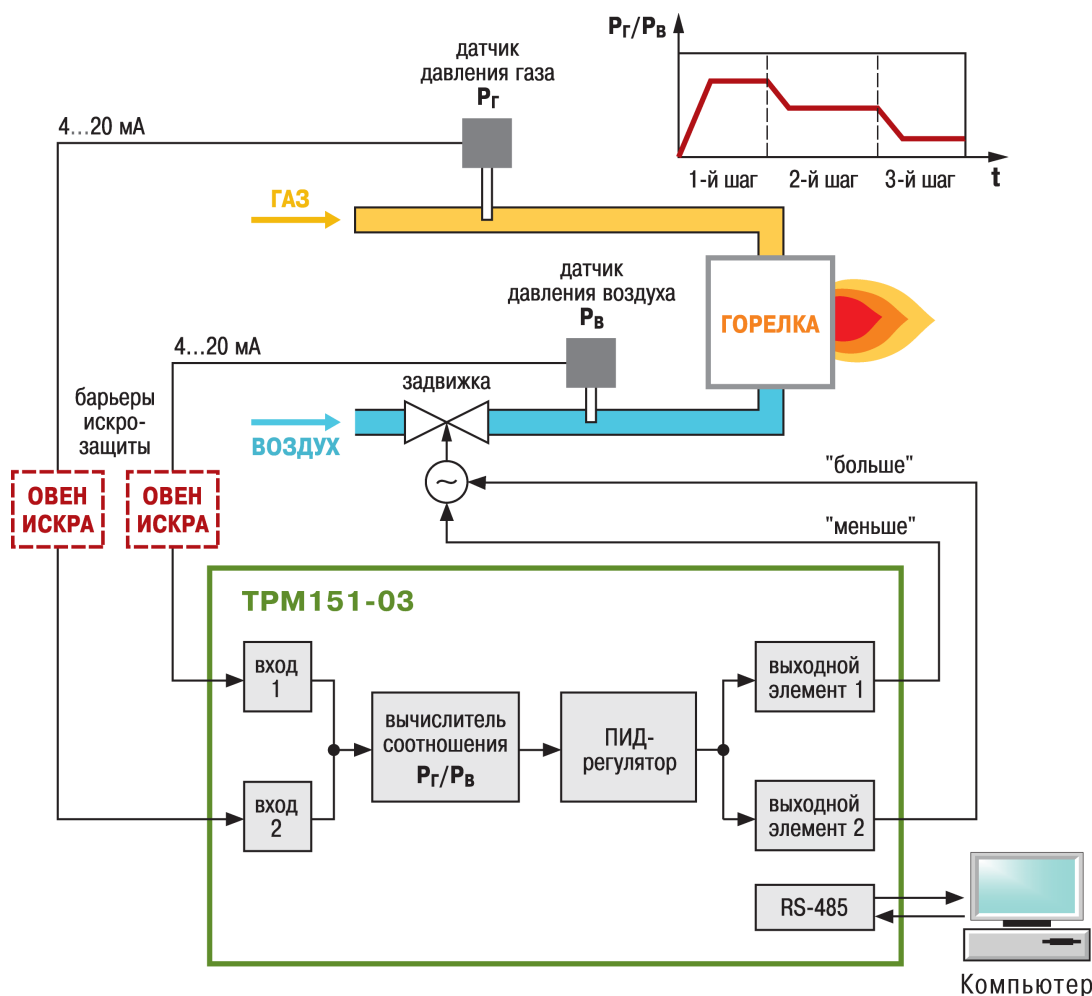 датчик
давления газа
Pг
4...20 мА
ГАЗ
Pг/Pв
1-й шаг
2-й шаг
3-й шаг
t
датчик
давления воздуха
Pв
4...20 мА
задвижка
ГОРЕЛКА
барьеры
искро-
защиты
ВОЗДУХ
ОВЕН
ИСКРА
ОВЕН
ИСКРА
~
"больше"
"меньше"
ТРМ151-03
вход
1
вычислитель
соотношения
Pг/Pв
ПИД-
регулятор
выходной
элемент 1
вход
2
выходной
элемент 2
RS-485
Компьютер